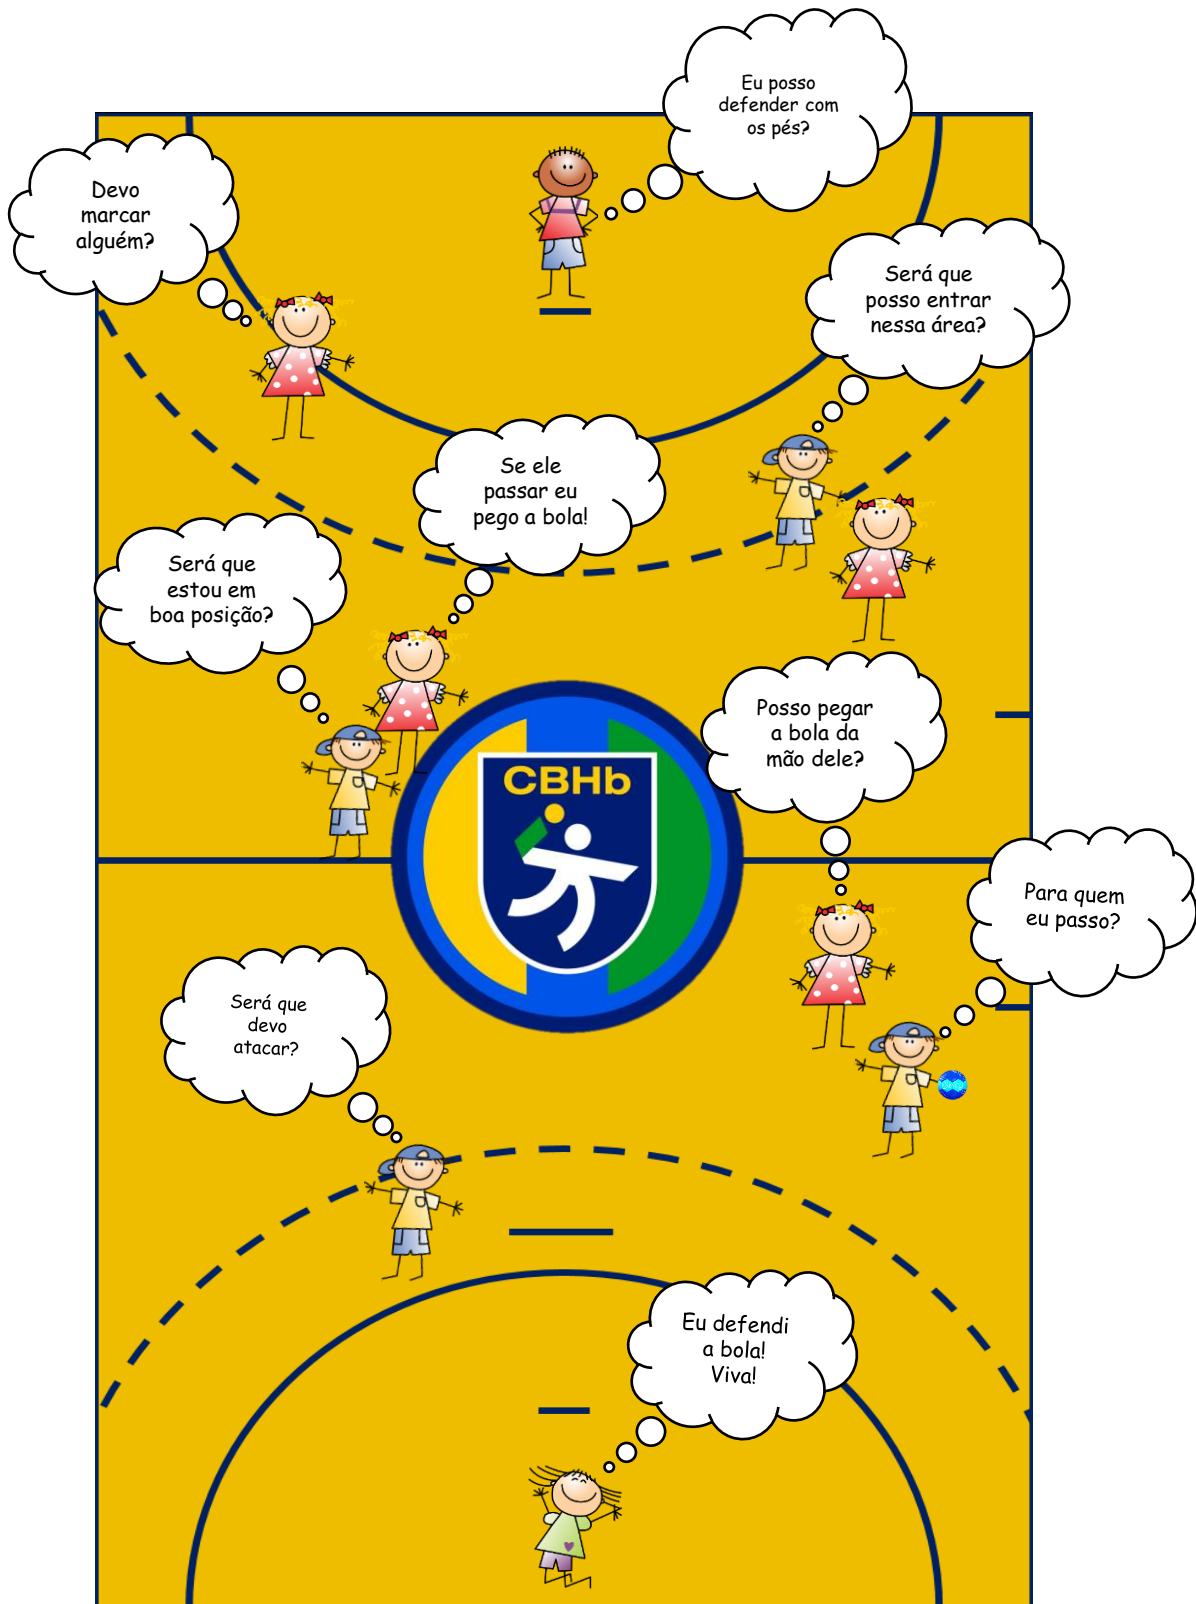 Eu posso
defender com
os pés?
Devo
marcar
alguém?
Será que
posso entrar
nessa área?
Se ele
passar eu
pego a bola!
Será que
estou em
boa posição?
Posso pegar
a bola da
mão dele?
CBHb
Para quem
eu passo?
Será que
devo
atacar?
Eu defendi
a bola!
Viva!